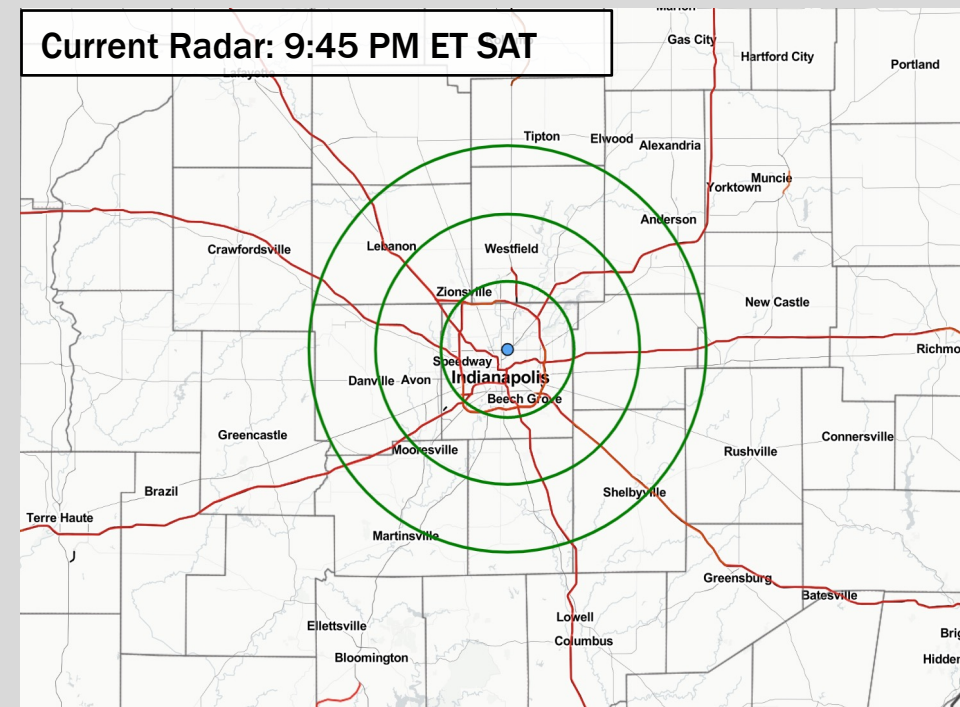 Current Radar: 9:45 PM ET SAT
Lafayette
Marion
Gas City
Hartford City
Portland
Tipton
Elwood
Alexandria
Muncie
Yorktown
Anderson
Crawfordsville
Lebanon
Westfield
Zionsville
New Castle
Richmo
Speedway
Indianapolis
Danville
Avon
Beech Grove
Greencastle
Mooresville
Connersville
Rushville
Brazil
Shelbyville
Terre Haute
Martinsville
Greensburg
Batesville
Lowell
Ellettsville
Columbus
Brig
Bloomington
Hidden